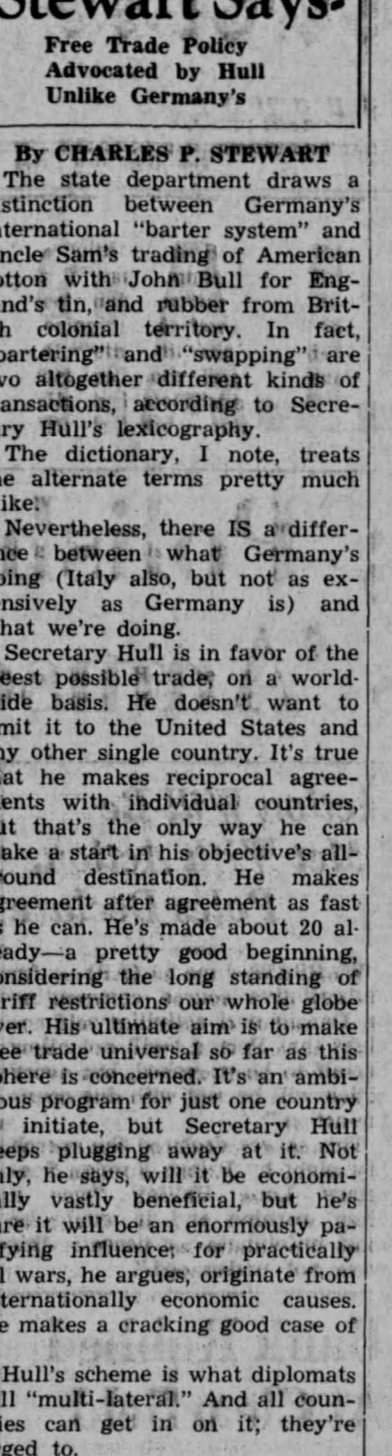 Stewart Says-
Free Trade Policy
Advocated by Hull
Unlike Germany's
By CHARLES P. STEWART
The state department draws a
stinction between Germany's
ternational "barter system" and
ncle Sam's trading of American
otton with John Bull for Eng-
nd's tin, and rubber from Brit-
h colonial territory. In fact,
bartering" and "swapping" are
wo altogether different kinds of
ansactions, according to Secre-
ry Hull's lexicography.
The dictionary, I note, treats
e alternate terms pretty much
ike.
Nevertheless, there IS a differ-
nce between what Germany's
oing (Italy also, but not as ex-
ensively as Germany is) and
hat we're doing.
Secretary Hull is in favor of the
eest possible trade, on a world-
ide basis. He doesn't want to
mit it to the United States and
ny other single country. It's true
at he makes reciprocal agree-
ents with individual countries,
ut that's the only way he can
ake a start in his objective's all-
ound destination. He makes
greement after agreement as fast
s he can. He's made about 20 al-
eady—a pretty good beginning,
onsidering the long standing of
riff restrictions our whole globe
ver. His ultimate aim is to make
ee trade universal so far as this
phere is concerned. It's an ambi-
ous program for just one country
initiate, but Secretary Hull
eeps plugging away at it. Not
nly, he says, will it be economi-
ally vastly beneficial, but he's
ure it will be an enormously pa-
ifying influence; for practically
l wars, he argues, originate from
ternationally economic causes.
e makes a cracking good case of
Hull's scheme is what diplomats
ll "multi-lateral." And all coun-
ies can get in on it; they're
ged to.